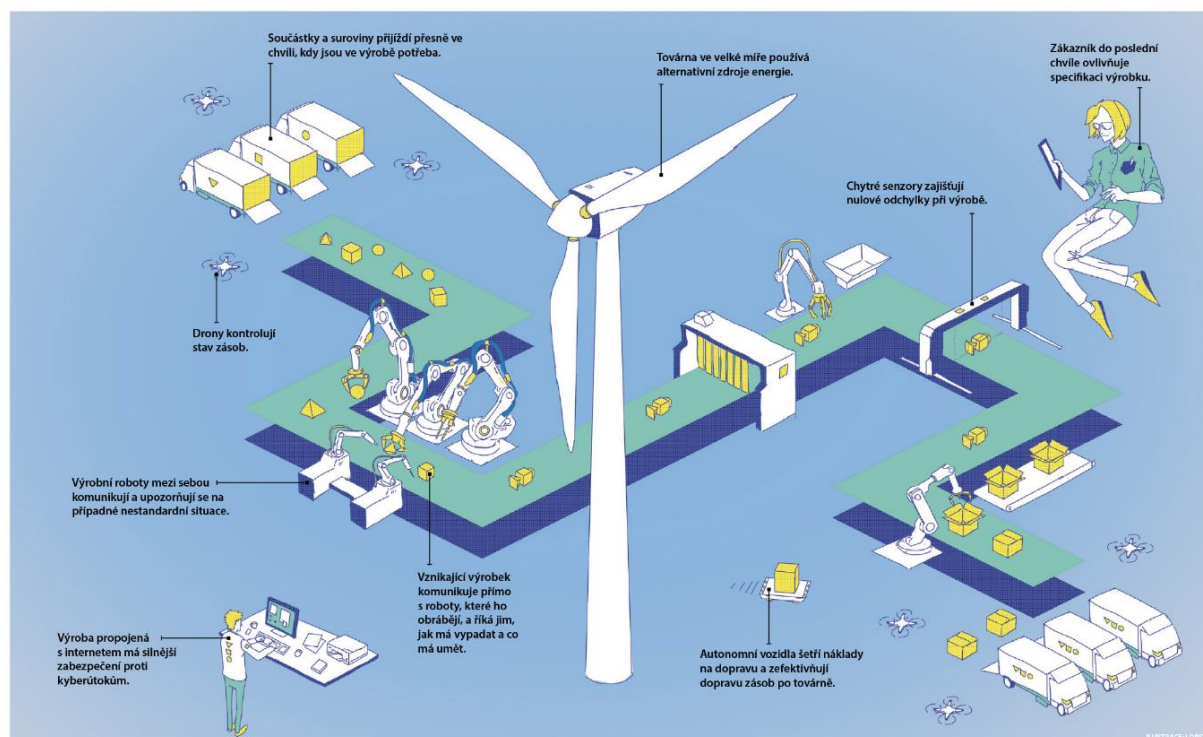 Součástky a suroviny přijíždí přesně ve
chvíli, kdy jsou ve výrobě potřeba.
Továrna ve velké míře používá
alternativní zdroje energie.
Zákazník do poslední
chvíle ovlivňuje
specifikaci výrobku.
Chytré senzory zajišťují
nulové odchylky při výrobě.
Drony kontrolují
stav zásob.
Výrobní roboty mezi sebou
komunikují a upozorňují se na
případné nestandardní situace.
Vznikající výrobek
komunikuje přímo
s roboty, které ho
obrábějí, a říká jim,
jak má vypadat a co
má umět.
Výroba propojená
s internetem má silnější
zabezpečení proti
kyberútokům.
Autonomní vozidla šetří náklady
na dopravu a zefektivňují
dopravu zásob po továrně.